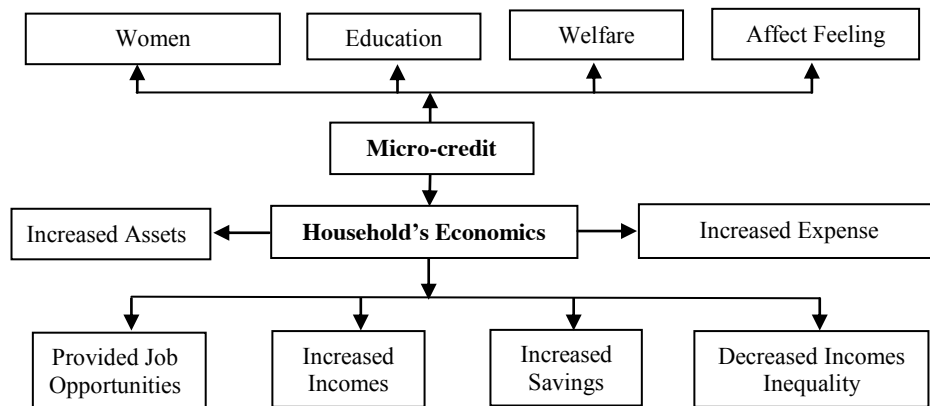 Women
Education
Welfare
Affect Feeling
Micro-credit
Increased Assets
Household’s Economics
Increased Expense
Provided Job
Opportunities
Increased
Incomes
Increased
Savings
Decreased Incomes
Inequality